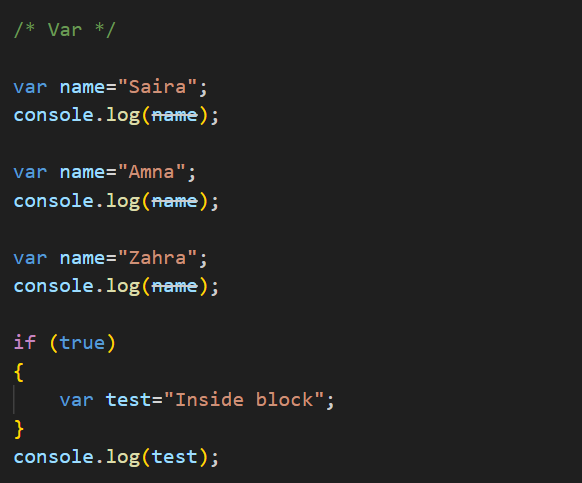 /* Var */
var name="Saira";
console.log(name);
var name="Amna";
console.log(name);
var name="Zahra";
console.log(name);
if (true)
{
    var test="Inside block";
}
console.log(test);